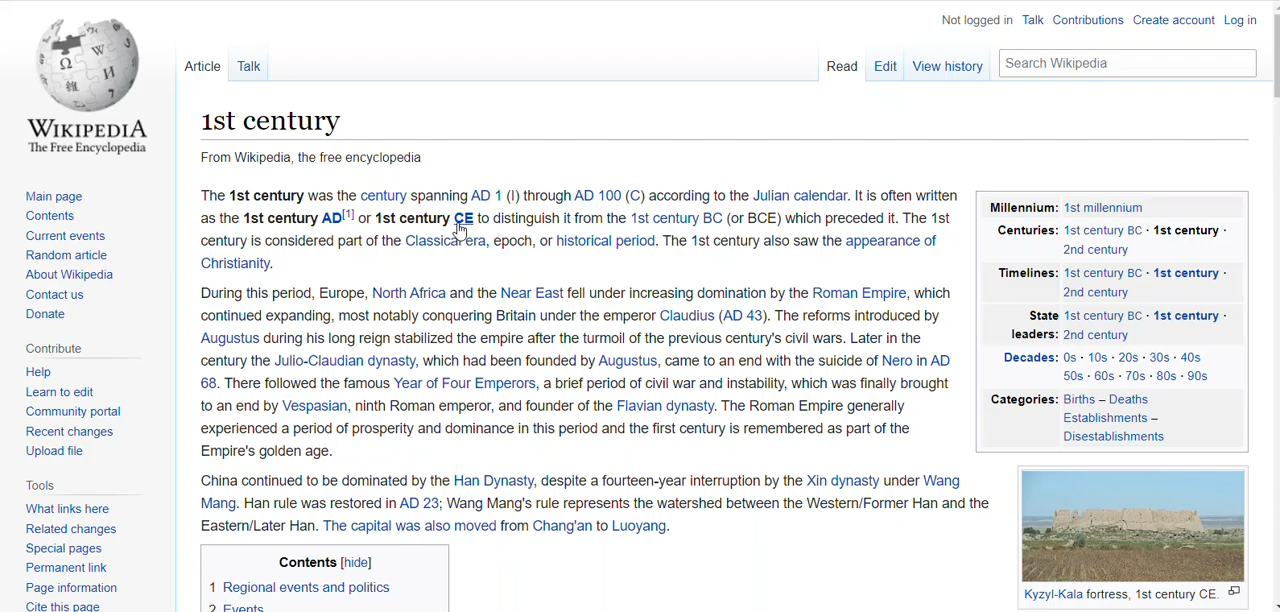 Not logged in Talk Contributions Create account Log in
WIKIPEDIA
The Free Encyclopedia
Article Talk
Read Edit View history Search Wikipedia
1st century
From Wikipedia, the free encyclopedia
Main page
Contents
Current events
Random article
About Wikipedia
Contact us
Donate
Contribute
Help
Learn to edit
Community portal
Recent changes
Upload file
Tools
What links here
Related changes
Special pages
Permanent link
Page information
Cite this page
The 1st century was the century spanning AD 1 (I) through AD 100 (C) according to the Julian calendar. It is often written
as the 1st century AD[1] or 1st century CE to distinguish it from the 1st century BC (or BCE) which preceded it. The 1st
century is considered part of the Classical era, epoch, or historical period. The 1st century also saw the appearance of
Christianity.
During this period, Europe, North Africa and the Near East fell under increasing domination by the Roman Empire, which
continued expanding, most notably conquering Britain under the emperor Claudius (AD 43). The reforms introduced by
Augustus during his long reign stabilized the empire after the turmoil of the previous century's civil wars. Later in the
century the Julio-Claudian dynasty, which had been founded by Augustus, came to an end with the suicide of Nero in AD
68. There followed the famous Year of Four Emperors, a brief period of civil war and instability, which was finally brought
to an end by Vespasian, ninth Roman emperor, and founder of the Flavian dynasty. The Roman Empire generally
experienced a period of prosperity and dominance in this period and the first century is remembered as part of the
Empire's golden age.
China continued to be dominated by the Han Dynasty, despite a fourteen-year interruption by the Xin dynasty under Wang
Mang. Han rule was restored in AD 23; Wang Mang's rule represents the watershed between the Western/Former Han and the
Eastern/Later Han. The capital was also moved from Chang'an to Luoyang.
Contents [hide]
1 Regional events and politics
2 Events
Millennium: 1st millennium
Centuries: 1st century BC · 1st century ·
2nd century
Timelines: 1st century BC · 1st century ·
2nd century
State 1st century BC · 1st century ·
leaders: 2nd century
Decades: 0s · 10s · 20s · 30s · 40s
50s · 60s · 70s · 80s · 90s
Categories: Births – Deaths
Establishments –
Disestablishments
Kyzyl-Kala fortress, 1st century CE.